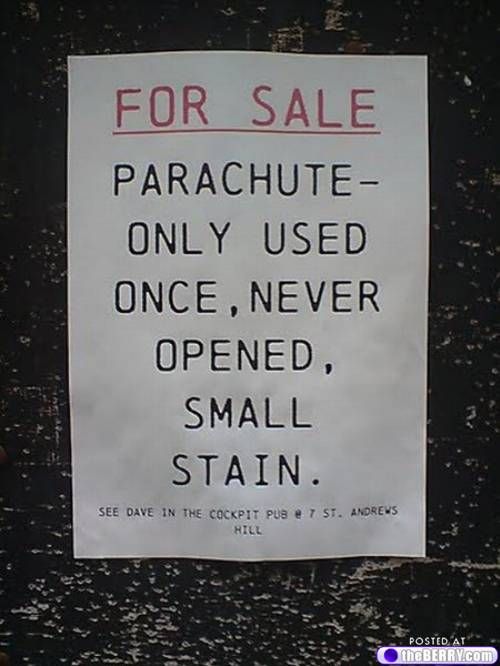 FOR SALE
PARACHUTE-
ONLY USED
ONCE, NEVER
OPENED,
SMALL
STAIN.
SEE DAVE IN THE COCKPIT PUB @ 7 ST. ANDREWS
HILL
POSTED AT
theBERRY.com